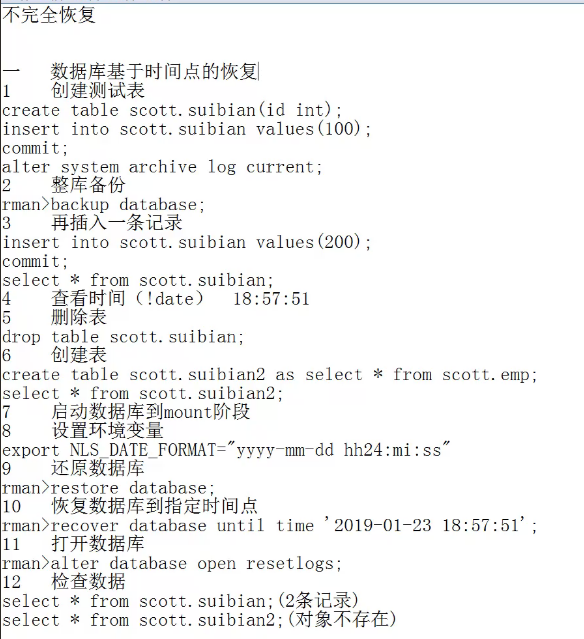 不完全恢复
一 数据库基于时间点的恢复
1 创建测试表
create table scott.suibian(id int);
insert into scott.suibian values(100);
commit;
alter system archive log current;
2 整库备份
rman>backup database;
3 再插入一条记录
insert into scott.suibian values(200);
commit;
select * from scott.suibian;
4 查看时间（!date） 18:57:51
5 删除表
drop table scott.suibian;
6 创建表
create table scott.suibian2 as select * from scott.emp;
select * from scott.suibian2;
7 启动数据库到mount阶段
8 设置环境变量
export NLS_DATE_FORMAT="yyyy-mm-dd hh24:mi:ss"
9 还原数据库
rman>restore database;
10 恢复数据库到指定时间点
rman>recover database until time '2019-01-23 18:57:51';
11 打开数据库
rman>alter database open resetlogs;
12 检查数据
select * from scott.suibian;(2条记录)
select * from scott.suibian2;(对象不存在)